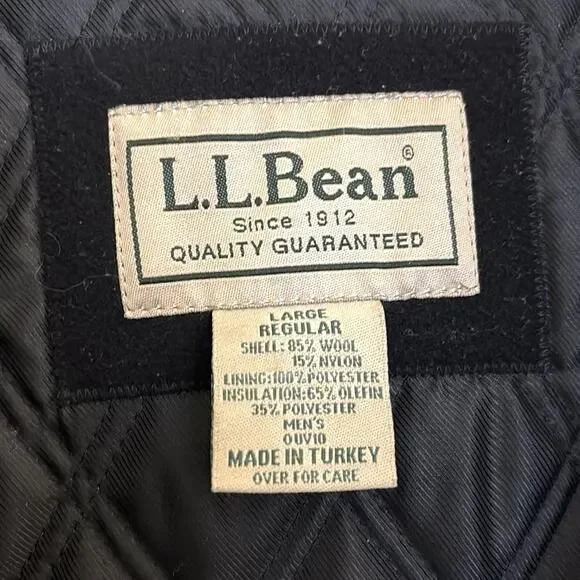 L.L.Bean®
Since 1912
QUALITY GUARANTEED
LARGE
REGULAR
SHELL: 85% WOOL
15% NYLON
LINING: 100% POLYESTER
INSULATION: 65% OLEFIN
35% POLYESTER
MEN'S
0UV10
MADE IN TURKEY
OVER FOR CARE